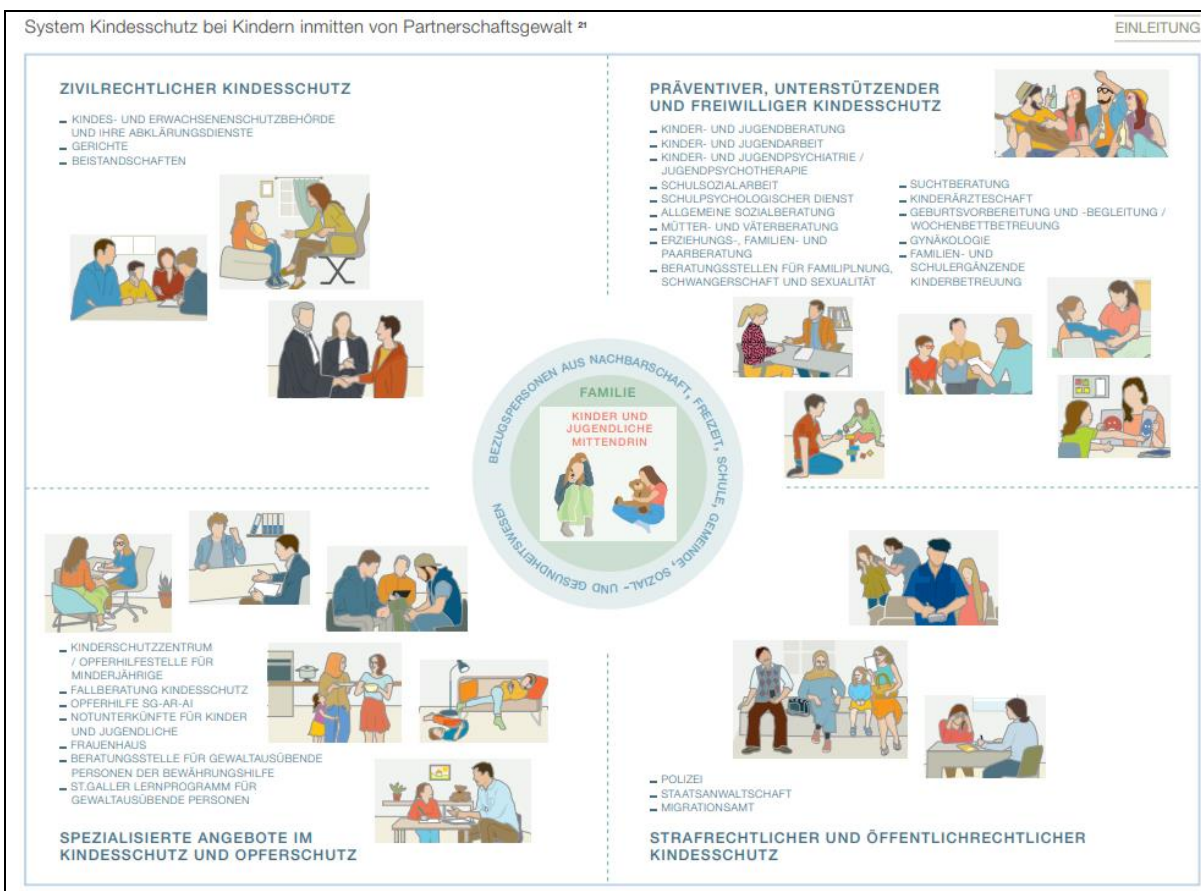 System Kindesschutz bei Kindern inmitten von Partnerschaftsgewalt 21
EINLEITUNG
ZIVILRECHTLICHER KINDESSCHUTZ
– KINDES- UND ERWACHSENENSCHUTZBEHÖRDE
UND IHRE ABKLÄRUNGSDIENSTE
– GERICHTE
– BEISTANDSCHAFTEN
PRÄVENTIVER, UNTERSTÜTZENDER
UND FREIWILLIGER KINDESSCHUTZ
– KINDER- UND JUGENDBERATUNG
– KINDER- UND JUGENDARBEIT
– KINDER- UND JUGENDPSYCHIATRIE /
JUGENDPSYCHOTHERAPIE
– SCHULSOZIALARBEIT
– SCHULPSYCHOLOGISCHER DIENST
– ALLGEMEINE SOZIALBERATUNG
– MÜTTER- UND VÄTERBERATUNG
– ERZIEHUNGS-, FAMILIEN- UND
PAARBERATUNG
– BERATUNGSSTELLEN FÜR FAMILIPLNUNG,
SCHWANGERSCHAFT UND SEXUALITÄT
– SUCHTBERATUNG
– KINDERÄRZTESCHAFT
– GEBURTSVORBEREITUNG UND -BEGLEITUNG /
WOCHENBETTBETREUUNG
– GYNÄKOLOGIE
– FAMILIEN- UND
SCHULERGÄNZENDE
KINDERBETREUUNG
BEZUGSPERSONEN AUS NACHBARSCHAFT, FREIZEIT, SCHULE, GEMEINDE, SOZIAL- UND GESUNDHEITSWESEN
FAMILIE
KINDER UND
JUGENDLICHE
MITTENDRIN
– KINDERSCHUTZZENTRUM
/ OPFERHILFESTELLE FÜR
MINDERJÄHRIGE
– FALLBERATUNG KINDESSCHUTZ
– OPFERHILFE SG-AR-AI
– NOTUNTERKÜNFTE FÜR KINDER
UND JUGENDLICHE
– FRAUENHAUS
– BERATUNGSSTELLE FÜR GEWALTAUSÜBENDE
PERSONEN DER BEWÄHRUNGSHILFE
– ST.GALLER LERNPROGRAMM FÜR
GEWALTAUSÜBENDE PERSONEN
SPEZIALISIERTE ANGEBOTE IM
KINDESSCHUTZ UND OPFERSCHUTZ
– POLIZEI
– STAATSANWALTSCHAFT
– MIGRATIONSAMT
STRAFRECHTLICHER UND ÖFFENTLICHRECHTLICHER
KINDESSCHUTZ